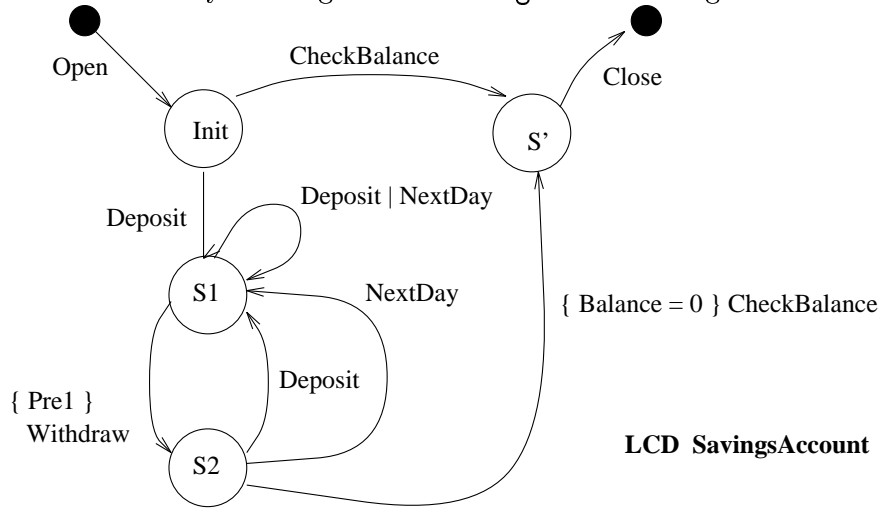 CheckBalance
Open
Close
Init
S'
Deposit | NextDay
Deposit
S1
NextDay
{ Balance = 0 } CheckBalance
Deposit
{ Pre1 }
Withdraw
LCD SavingsAccount
S2